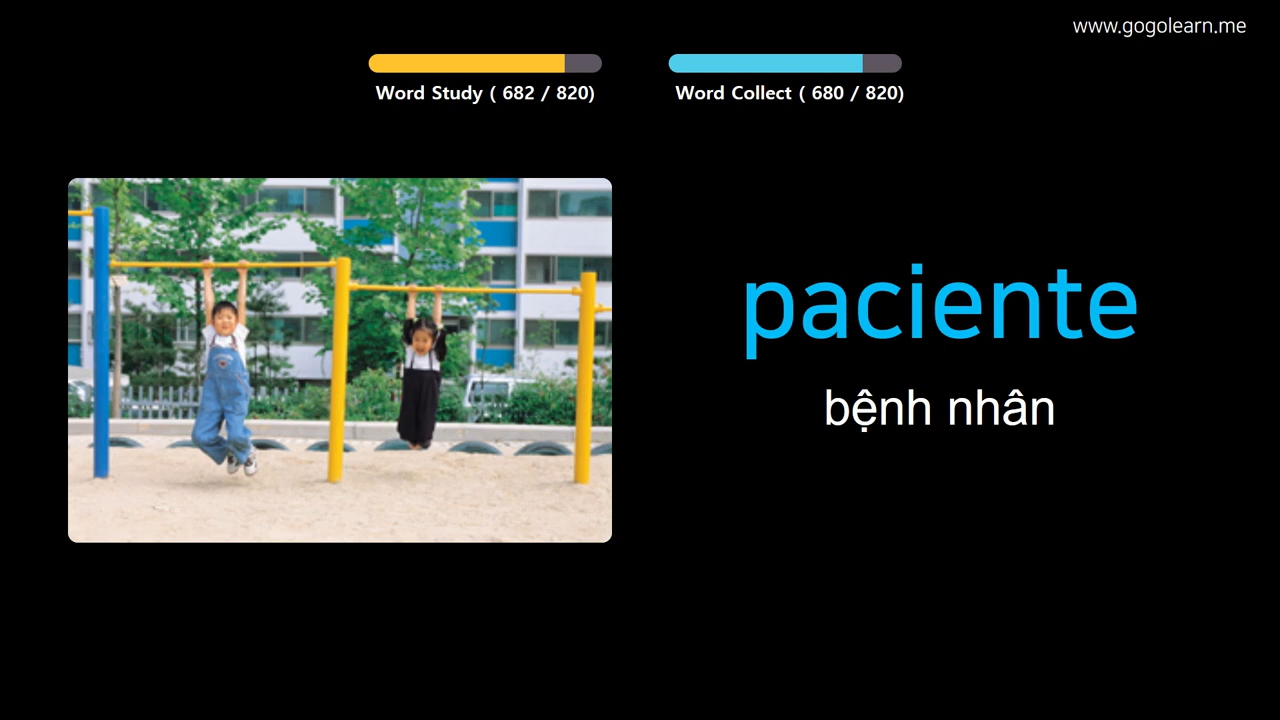 www.gogolearn.me
Word Study ( 682 / 820)
Word Collect ( 680 / 820)
paciente
bệnh nhân